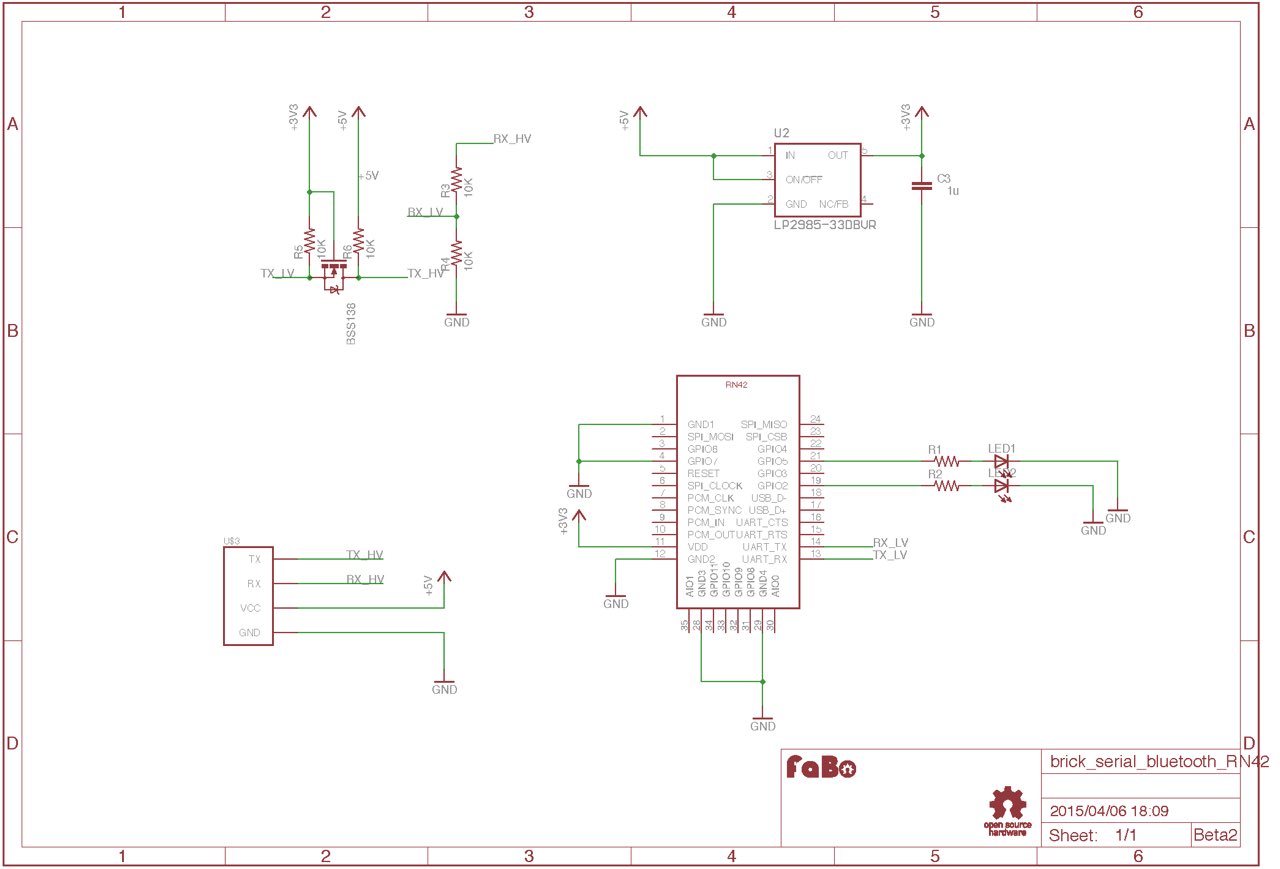 1 2 3 4 5 6
A A
+3V3
+5V
+5V
RX_HV
R3
10K
RX_LV
R5
10K
R6
10K
R4
10K
TX_LV
TX_HV
BSS138
GND
+5V
+3V3
U2
1 IN OUT 5
3 ON/OFF
2 GND NC/FB 4
LP2985-33DBVR
C3
1u
GND
GND
B B
RN42
1 GND1 SPI_MISO 24
2 SPI_MOSI SPI_CSB 23
3 GPIO6 GPIO4 22
4 GPIO7 GPIO5 21
5 RESET GPIO3 20
6 SPI_CLOCK GPIO2 19
7 PCM_CLK USB_D- 18
8 PCM_SYNC USB_D+ 17
9 PCM_IN UART_CTS 16
10 PCM_OUT UART_RTS 15
11 VDD UART_TX 14
12 GND2 UART_RX 13
AIO1
GND3
GPIO11
GPIO10
GPIO9
GPIO8
GND4
AIO0
35
28
34
33
32
31
29
30
GND
+3V3
GND
GND
RX_LV
TX_LV
R1
LED1
R2
LED2
GND
GND
C C
U$3
TX TX_HV
RX RX_HV
VCC
GND
+5V
GND
D D
FaBo
open source
hardware
brick_serial_bluetooth_RN42
2015/04/06 18:09
Sheet: 1/1 Beta2
1 2 3 4 5 6